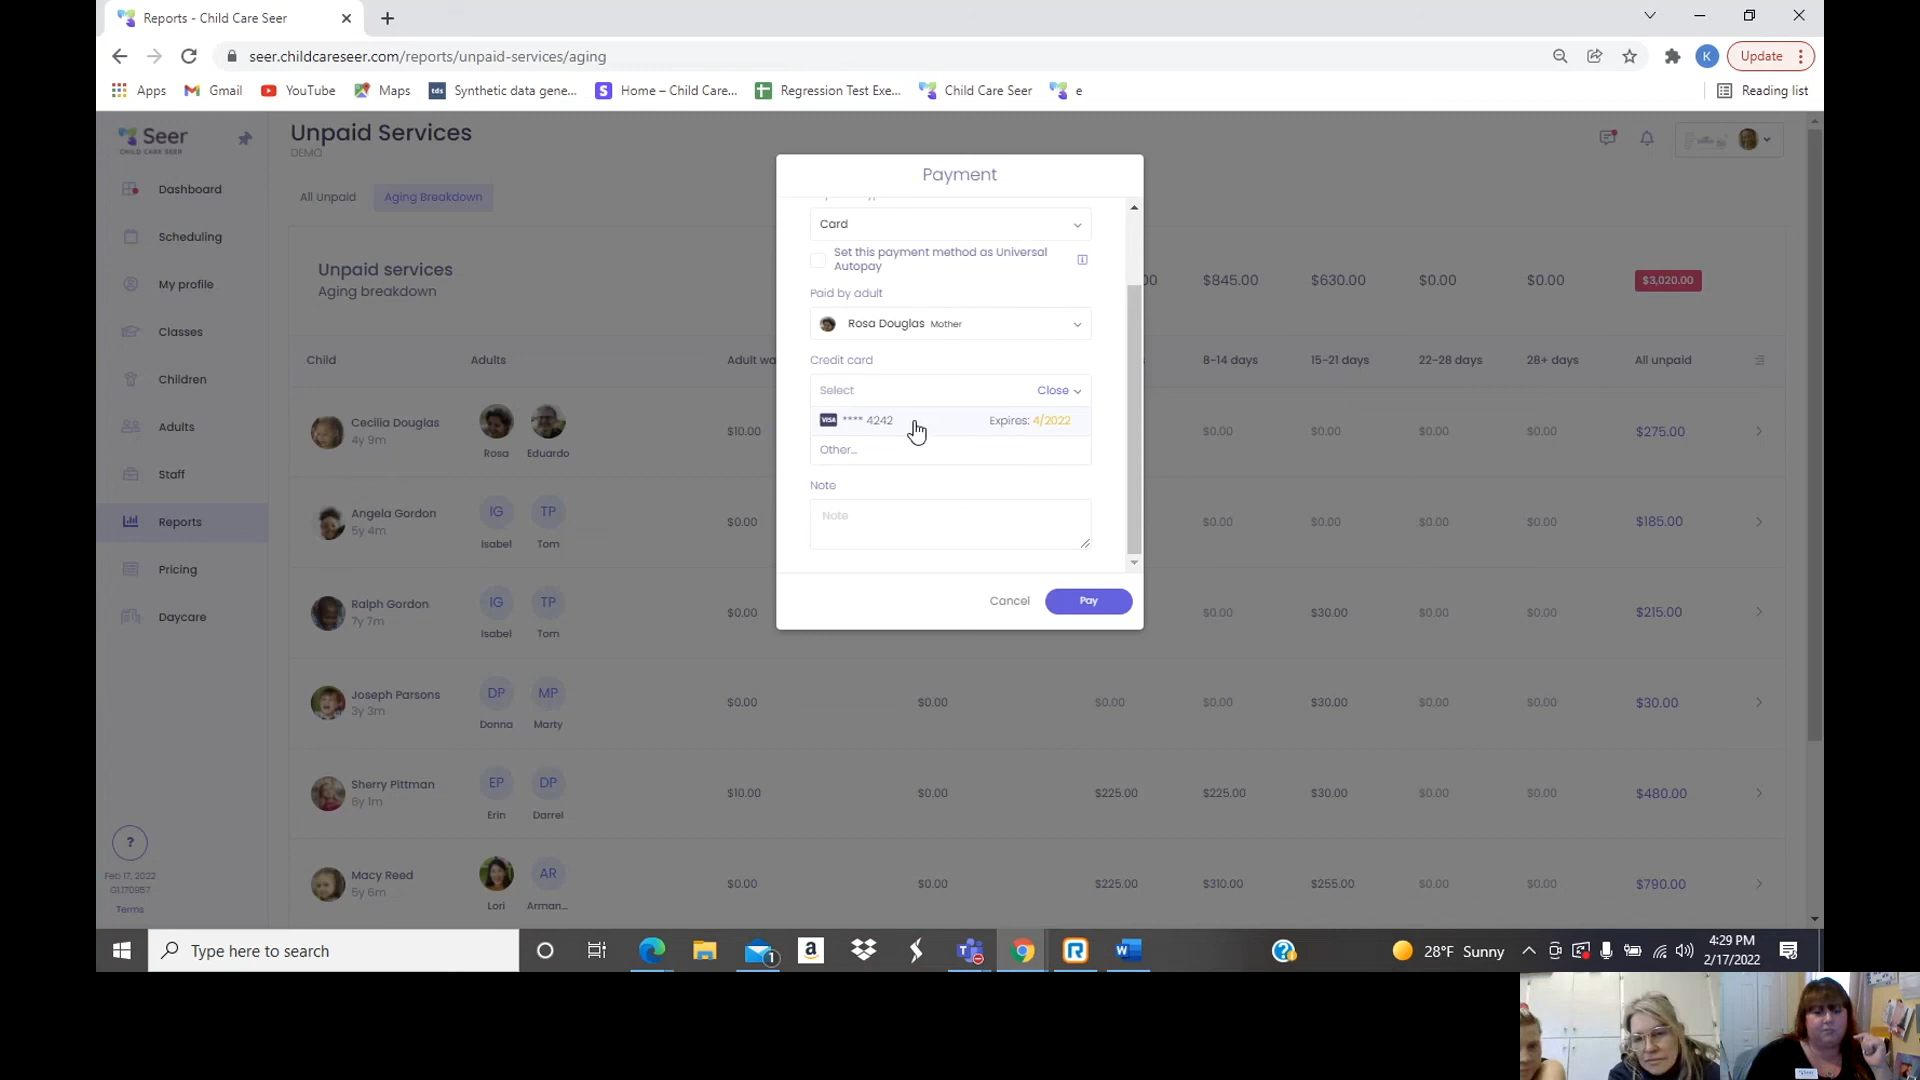 Reports - Child Care Seer
seer.childcareseer.com/reports/unpaid-services/aging
Update
Apps
Gmail
YouTube
Maps
tds
Synthetic data gene...
S
Home – Child Care...
Regression Test Exe...
Child Care Seer
e
Reading list
K
Seer
CHILD CARE SEER
Unpaid Services
DEMO
All Unpaid
Aging Breakdown
Dashboard
Scheduling
My profile
Classes
Children
Adults
Staff
Reports
Pricing
Daycare
?
Feb 17, 2022
G1.170957
Terms
Unpaid services
Aging breakdown
00
$845.00
$630.00
$0.00
$0.00
$3,020.00
Child
Adults
Adult wa
8-14 days
15-21 days
22-28 days
28+ days
All unpaid
Cecilia Douglas
4y 9m
Rosa
Eduardo
$10.00
$0.00
$0.00
$0.00
$0.00
$275.00
Angela Gordon
5y 4m
IG
TP
Isabel
Tom
$0.00
$0.00
$0.00
$0.00
$0.00
$185.00
Ralph Gordon
7y 7m
IG
TP
Isabel
Tom
$0.00
$0.00
$30.00
$0.00
$0.00
$215.00
Joseph Parsons
3y 3m
DP
MP
Donna
Marty
$0.00
$0.00
$0.00
$0.00
$30.00
$0.00
$0.00
$30.00
Sherry Pittman
6y 1m
EP
DP
Erin
Darrel
$10.00
$0.00
$225.00
$225.00
$30.00
$0.00
$0.00
$480.00
Macy Reed
5y 6m
AR
Lori
Arman...
$0.00
$0.00
$225.00
$310.00
$255.00
$0.00
$0.00
$790.00
Payment
Card
Set this payment method as Universal
Autopay
Paid by adult
Rosa Douglas Mother
Credit card
Select
Close
VISA **** 4242
Expires: 4/2022
Other...
Note
Note
Cancel
Pay
Type here to search
1
28°F Sunny
4:29 PM
2/17/2022